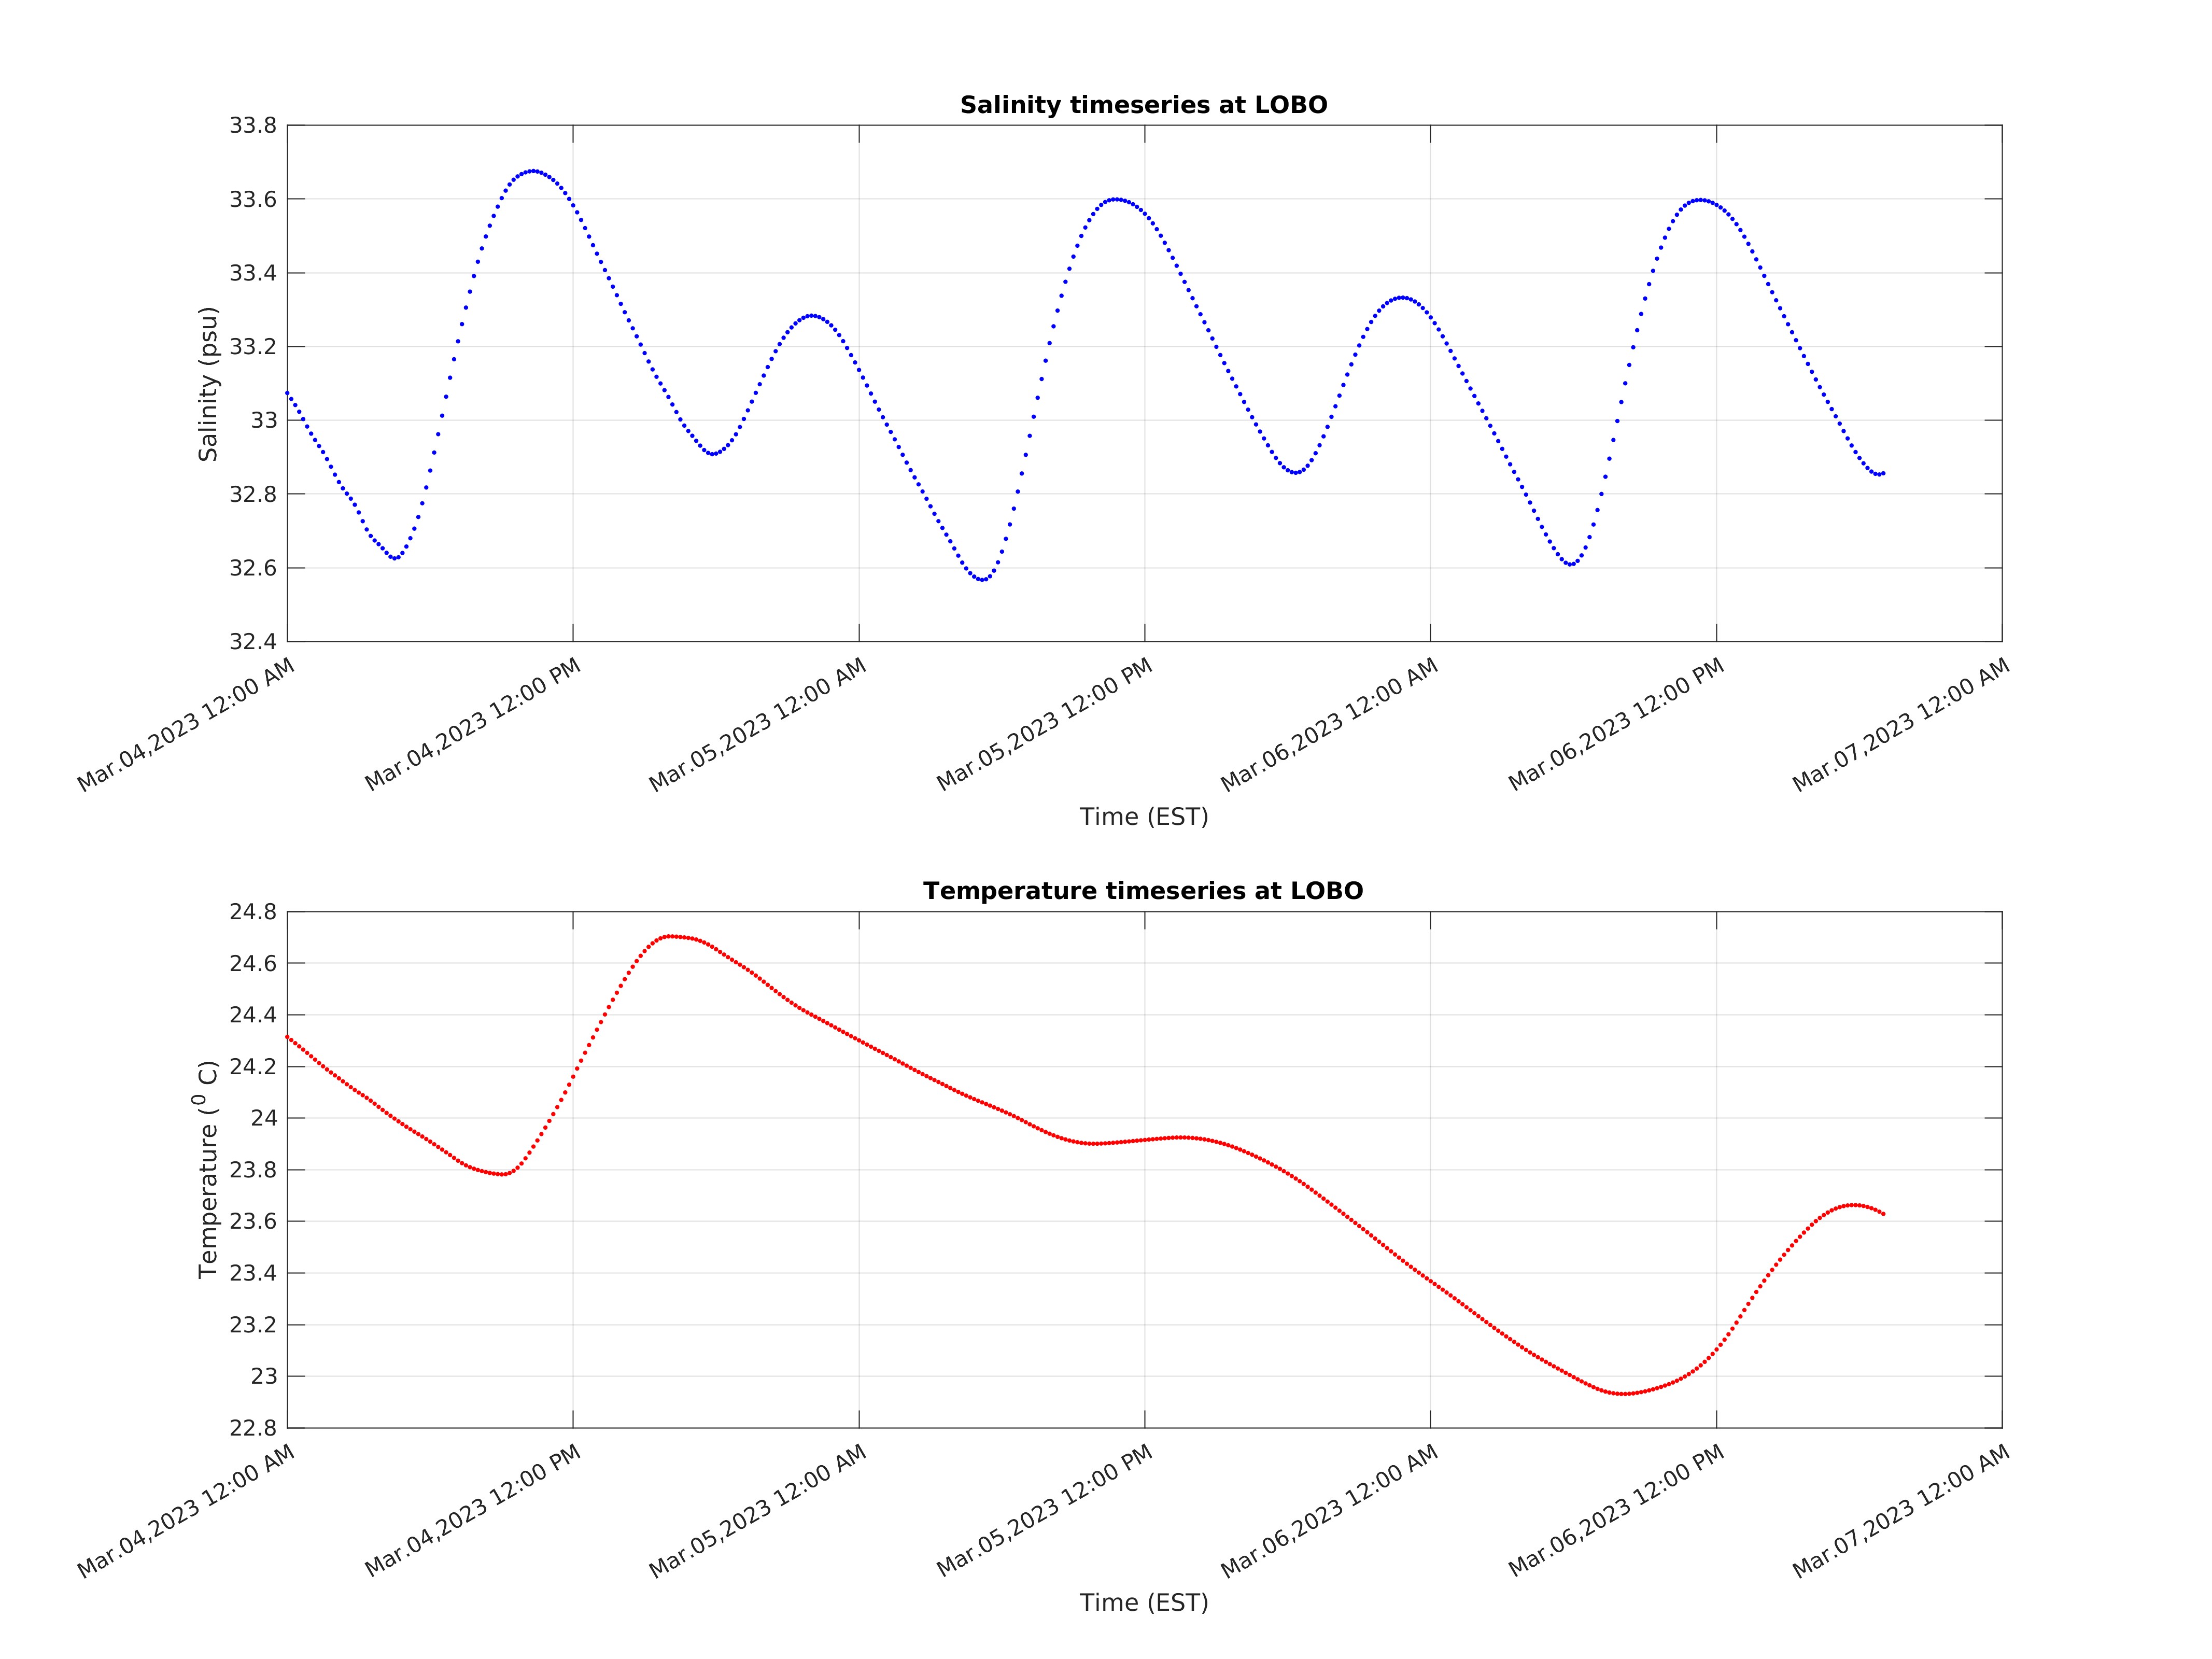 Salinity timeseries at LOBO
33.8
33.6
33.4
33.2
33
32.8
32.6
32.4
Salinity (psu)
Mar.04,2023 12:00 AM
Mar.04,2023 12:00 PM
Mar.05,2023 12:00 AM
Mar.05,2023 12:00 PM
Mar.06,2023 12:00 AM
Mar.06,2023 12:00 PM
Mar.07,2023 12:00 AM
Time (EST)
Temperature timeseries at LOBO
24.8
24.6
24.4
24.2
24
23.8
23.6
23.4
23.2
23
22.8
Temperature (⁰ C)
Mar.04,2023 12:00 AM
Mar.04,2023 12:00 PM
Mar.05,2023 12:00 AM
Mar.05,2023 12:00 PM
Mar.06,2023 12:00 AM
Mar.06,2023 12:00 PM
Mar.07,2023 12:00 AM
Time (EST)